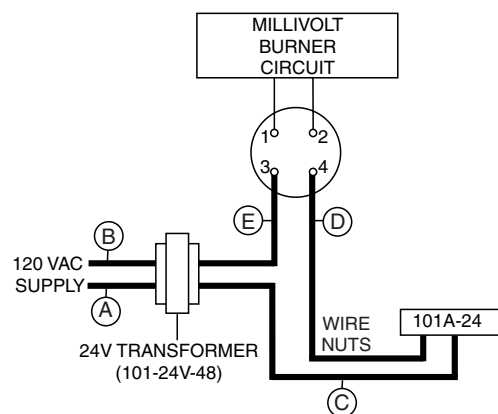 MILLIVOLT
BURNER
CIRCUIT
1
2
3
4
E
D
B
120 VAC
SUPPLY
A
24V TRANSFORMER
(101-24V-48)
WIRE
NUTS
101A-24
C